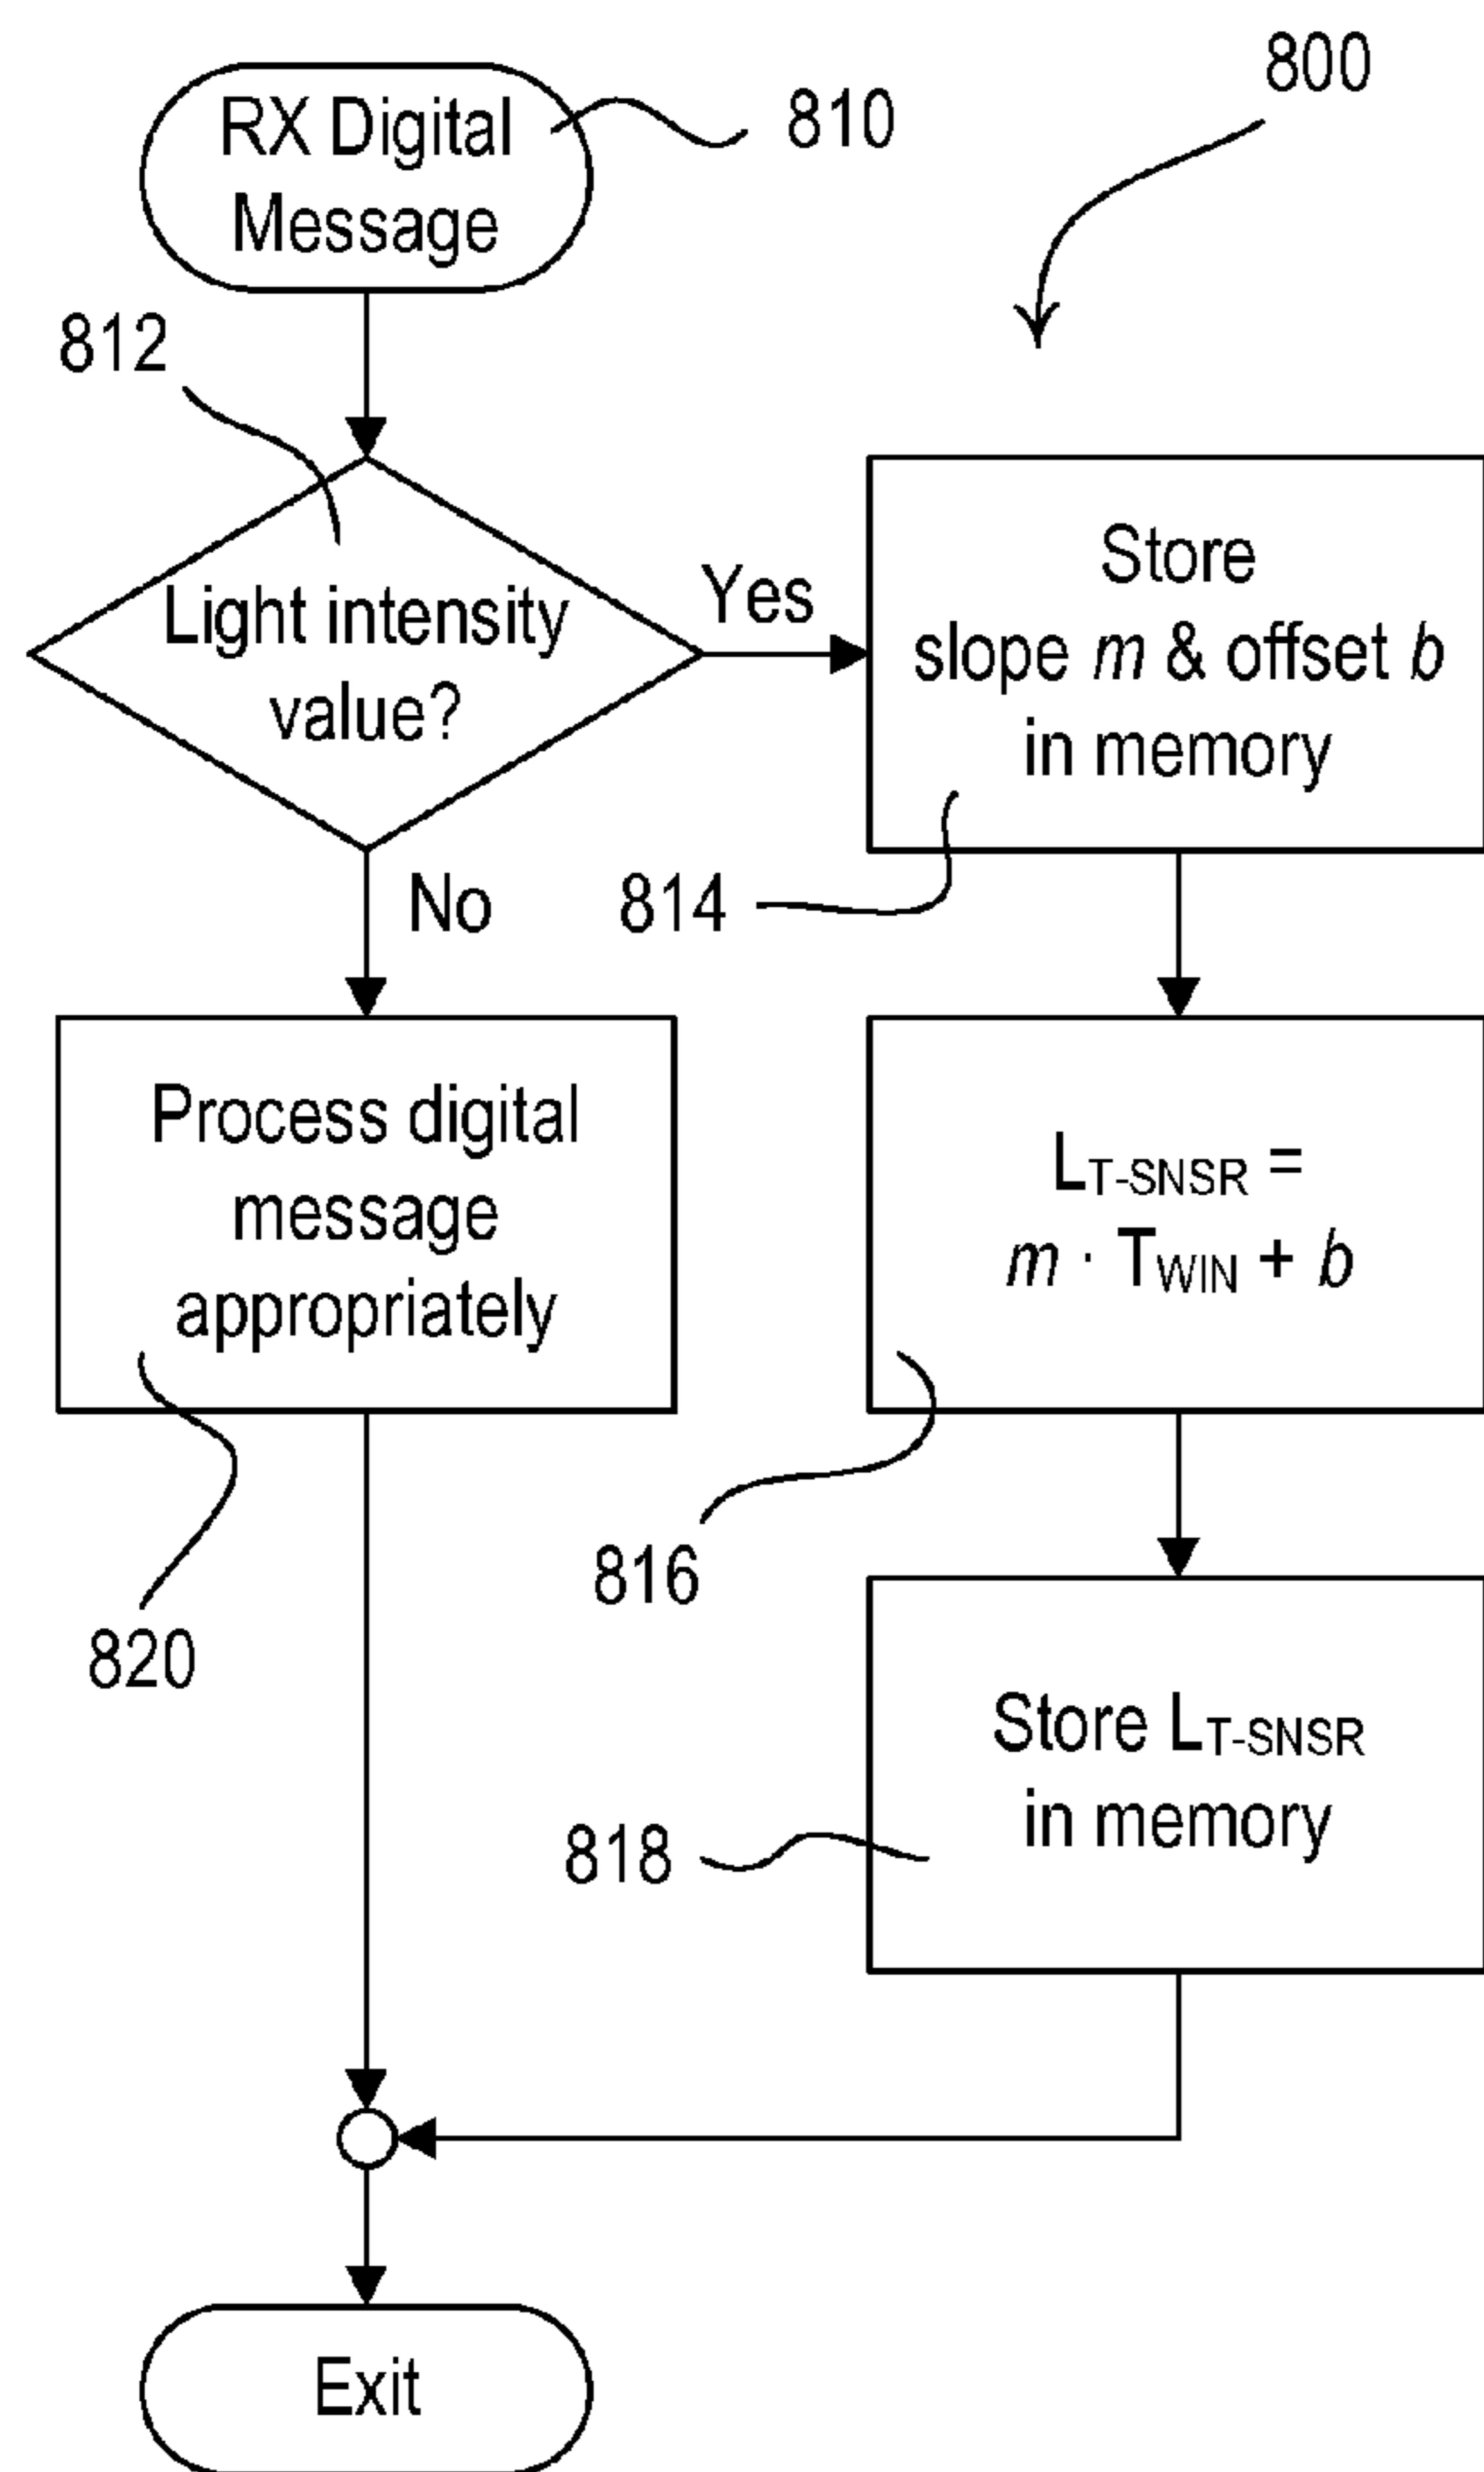 800
RX Digital
Message
810
812
Light intensity
value?
Yes
No
Store
slope m & offset b
in memory
814
Process digital
message
appropriately
820
LT-SNSR =
m · TWIN + b
816
Store LT-SNSR
in memory
818
Exit